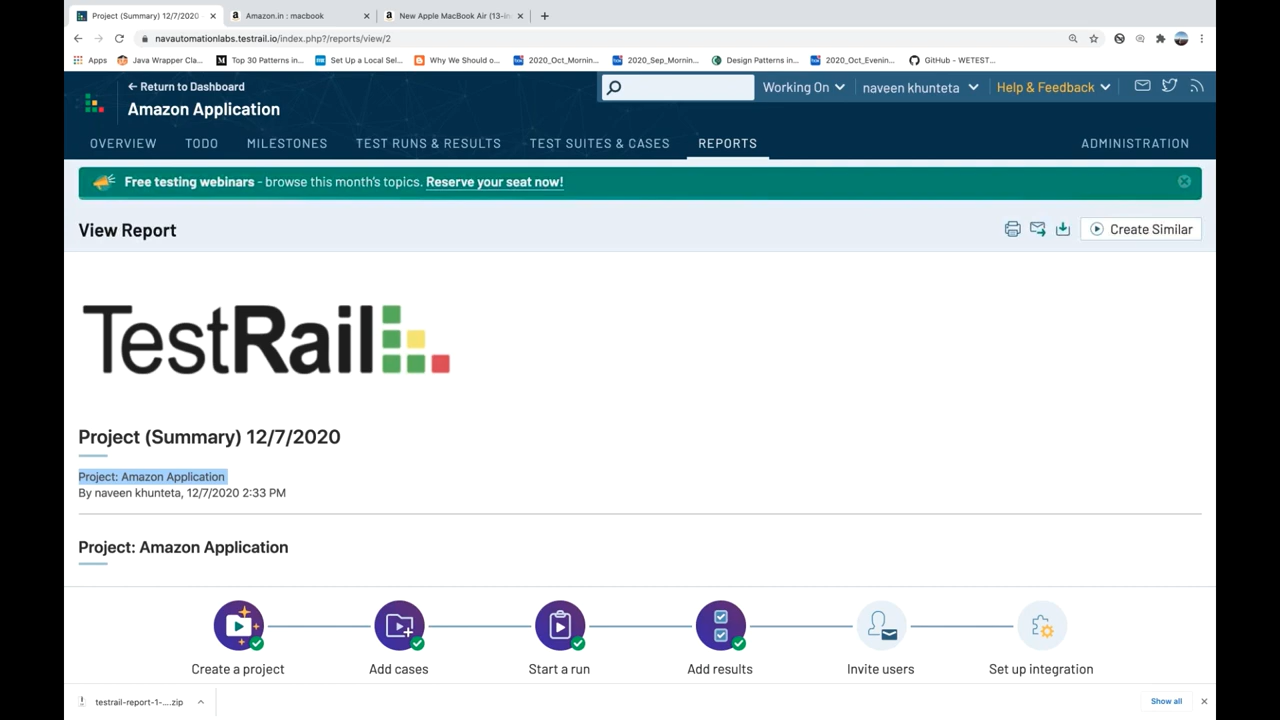 Project (Summary) 12/7/2020
Amazon.in : macbook
New Apple MacBook Air (13-in
navautomationlabs.testrail.io/index.php?/reports/view/2
Apps
Java Wrapper Cla...
Top 30 Patterns in...
Set Up a Local Sel...
Why We Should o...
2020_Oct_Mornin...
2020_Sep_Mornin...
Design Patterns in...
2020_Oct_Evenin...
GitHub - WETEST...
← Return to Dashboard
Amazon Application
Working On
naveen khunteta
Help & Feedback
OVERVIEW
TODO
MILESTONES
TEST RUNS & RESULTS
TEST SUITES & CASES
REPORTS
ADMINISTRATION
Free testing webinars - browse this month's topics. Reserve your seat now!
View Report
Create Similar
TestRail
Project (Summary) 12/7/2020
Project: Amazon Application
By naveen khunteta, 12/7/2020 2:33 PM
Project: Amazon Application
Create a project
Add cases
Start a run
Add results
Invite users
Set up integration
testrail-report-1-....zip
Show all